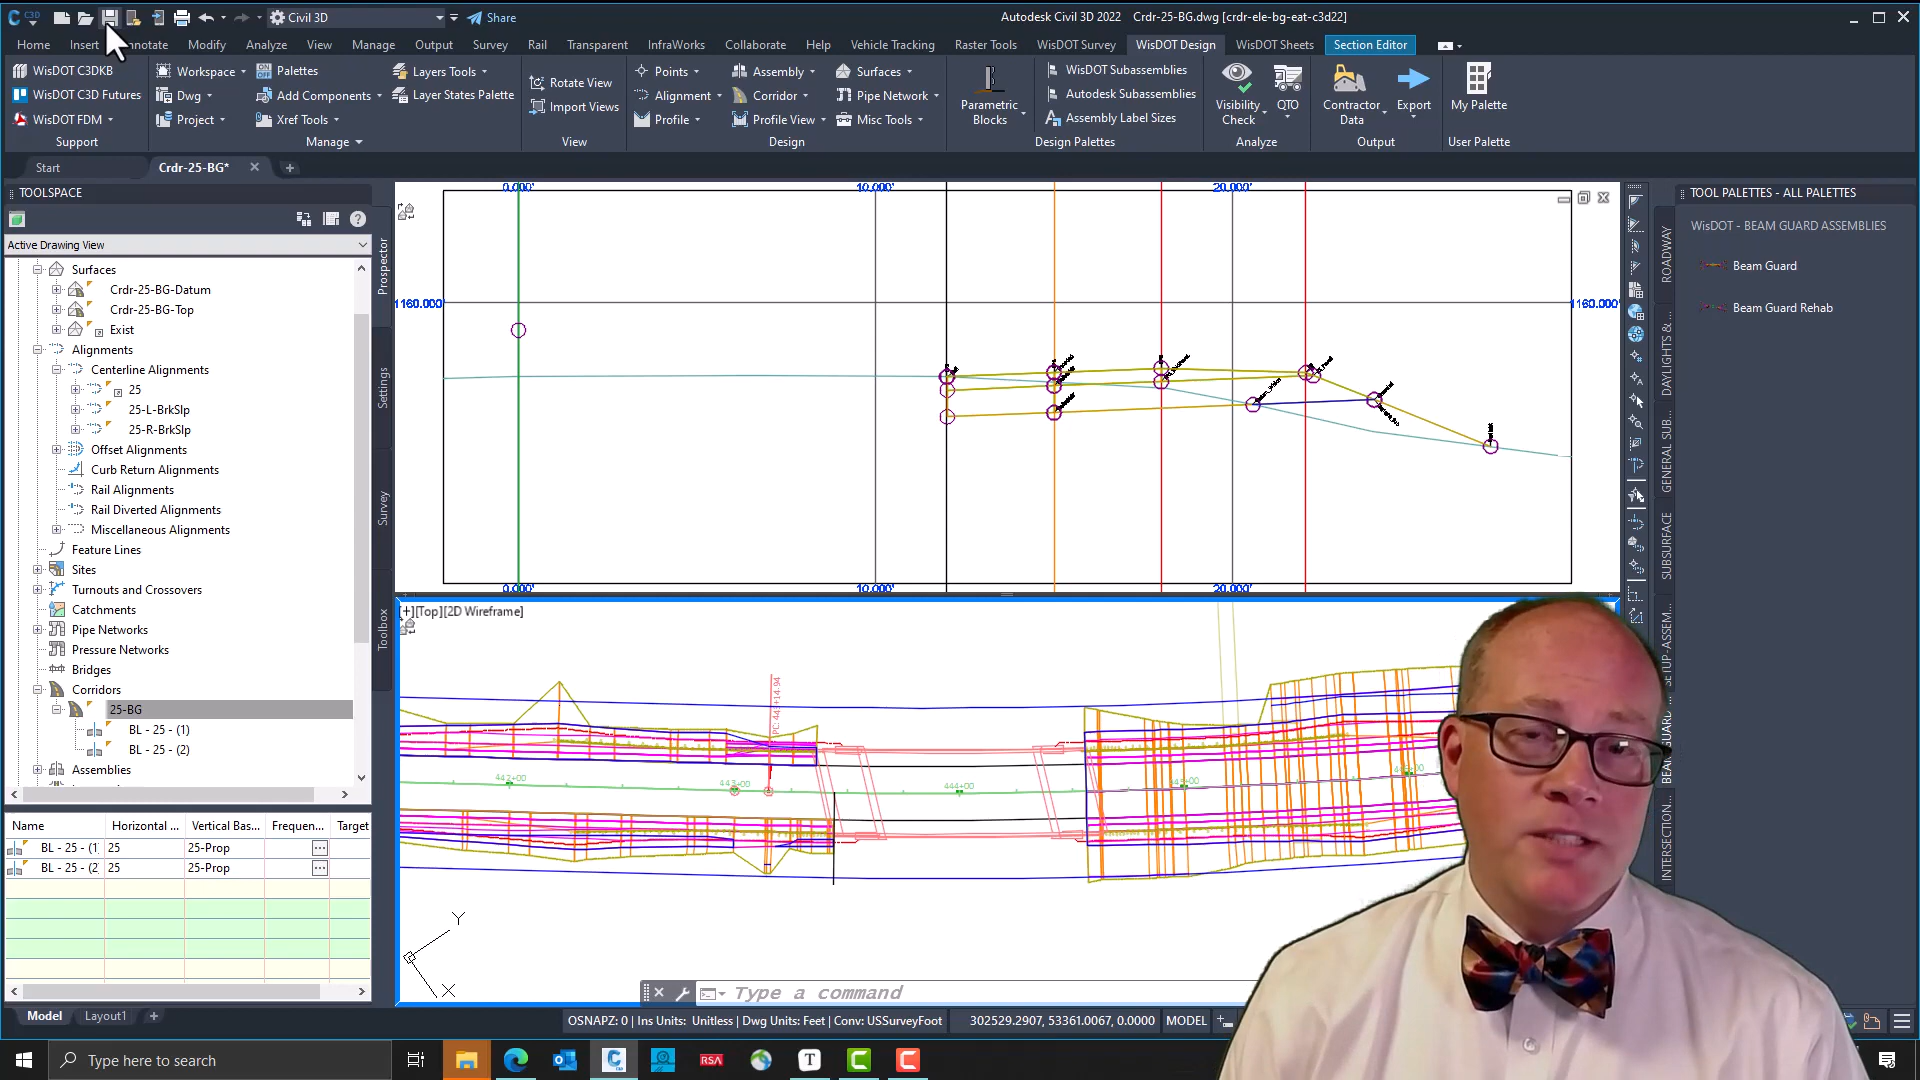 C3D
Civil 3D
Share
Autodesk Civil 3D 2022 Crdr-25-BG.dwg [crdr-ele-bg-eat-c3d22]
Home Insert Annotate Modify Analyze View Manage Output Survey Rail Transparent InfraWorks Collaborate Help Vehicle Tracking Raster Tools WisDOT Survey WisDOT Design WisDOT Sheets Section Editor
WisDOT C3DKB
WisDOT C3D Futures
WisDOT FDM
Support
Workspace
Dwg
Project
Palettes
Add Components
Xref Tools
Layers Tools
Layer States Palette
Manage
Rotate View
Import Views
View
Points
Alignment
Profile
Assembly
Corridor
Profile View
Surfaces
Pipe Network
Misc Tools
Design
Parametric
Blocks
WisDOT Subassemblies
Autodesk Subassemblies
Assembly Label Sizes
Design Palettes
Visibility
Check
QTO
Analyze
Contractor
Data
Export
Output
My Palette
User Palette
Start
Crdr-25-BG*
TOOLSPACE
Active Drawing View
Surfaces
Crdr-25-BG-Datum
Crdr-25-BG-Top
Exist
Alignments
Centerline Alignments
25
25-L-BrkSlp
25-R-BrkSlp
Offset Alignments
Curb Return Alignments
Rail Alignments
Rail Diverted Alignments
Miscellaneous Alignments
Feature Lines
Sites
Turnouts and Crossovers
Catchments
Pipe Networks
Pressure Networks
Bridges
Corridors
25-BG
BL - 25 - (1)
BL - 25 - (2)
Assemblies
Prospector
Settings
Survey
Toolbox
Name Horizontal ... Vertical Bas... Frequen... Target
BL - 25 - (1 25 25-Prop
BL - 25 - (2 25 25-Prop
Model Layout1
0.000' 10.000' 20.000'
1160.000' 1160.000'
0.000' 10.000' 20.000'
[+][Top][2D Wireframe]
442+00
443+00
444+00
Y
X
Type a command
OSNAPZ: 0 | Ins Units: Unitless | Dwg Units: Feet | Conv: USSurveyFoot
302529.2907, 53361.0067, 0.0000 MODEL
TOOL PALETTES - ALL PALETTES
WisDOT - BEAM GUARD ASSEMBLIES
Beam Guard
Beam Guard Rehab
ROADWAY
DAYLIGHTS & ...
GENERAL SUB...
SUBSURFACE
INTERSECTION...
Type here to search
RSA